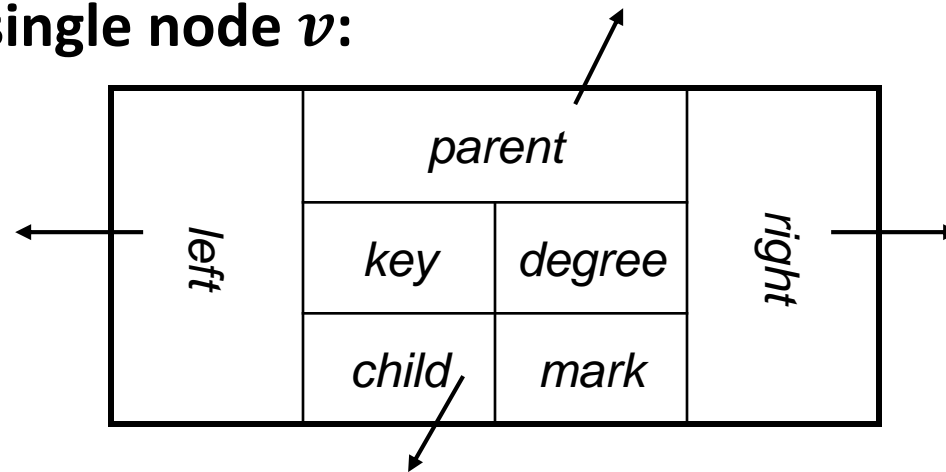 single node v:
parent
left
key
degree
right
child
mark